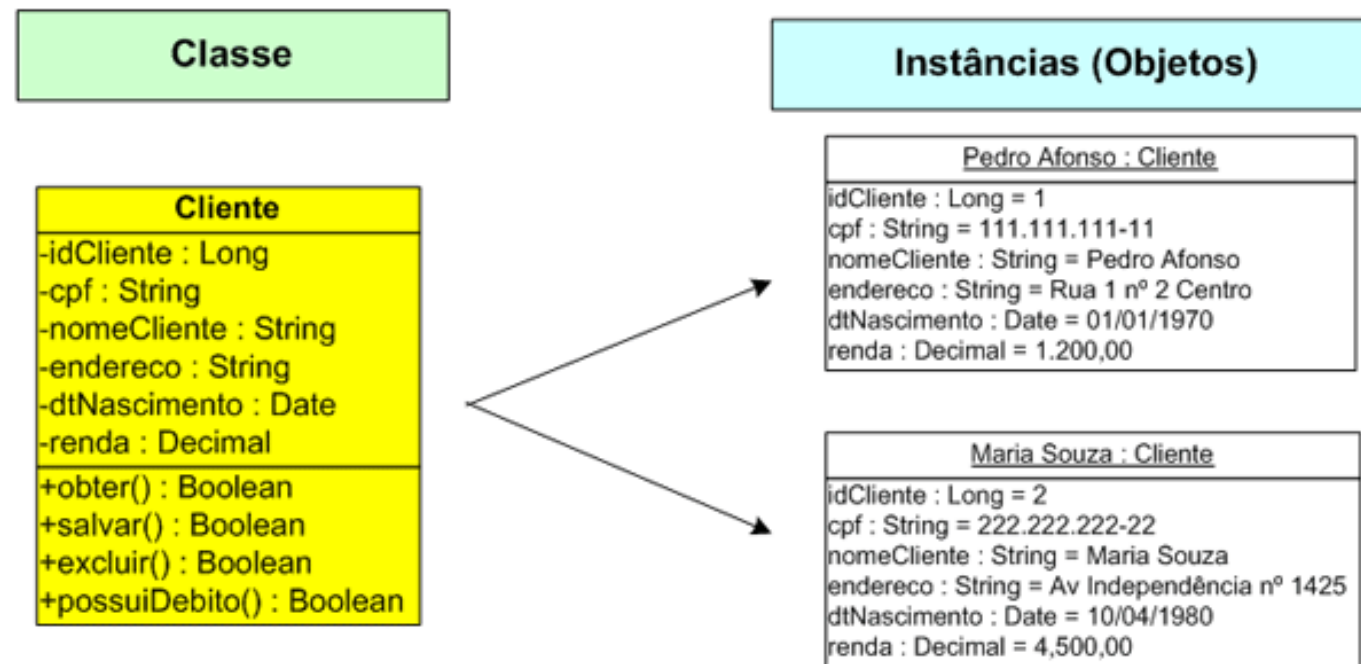 Classe
Instâncias (Objetos)
Cliente
-idCliente : Long
-cpf : String
-nomeCliente : String
-endereco : String
-dtNascimento : Date
-renda : Decimal
+obter() : Boolean
+salvar() : Boolean
+excluir() : Boolean
+possuiDebito() : Boolean
Pedro Afonso : Cliente
idCliente : Long = 1
cpf : String = 111.111.111-11
nomeCliente : String = Pedro Afonso
endereco : String = Rua 1 nº 2 Centro
dtNascimento : Date = 01/01/1970
renda : Decimal = 1.200,00
Maria Souza : Cliente
idCliente : Long = 2
cpf : String = 222.222.222-22
nomeCliente : String = Maria Souza
endereco : String = Av Independência nº 1425
dtNascimento : Date = 10/04/1980
renda : Decimal = 4,500,00